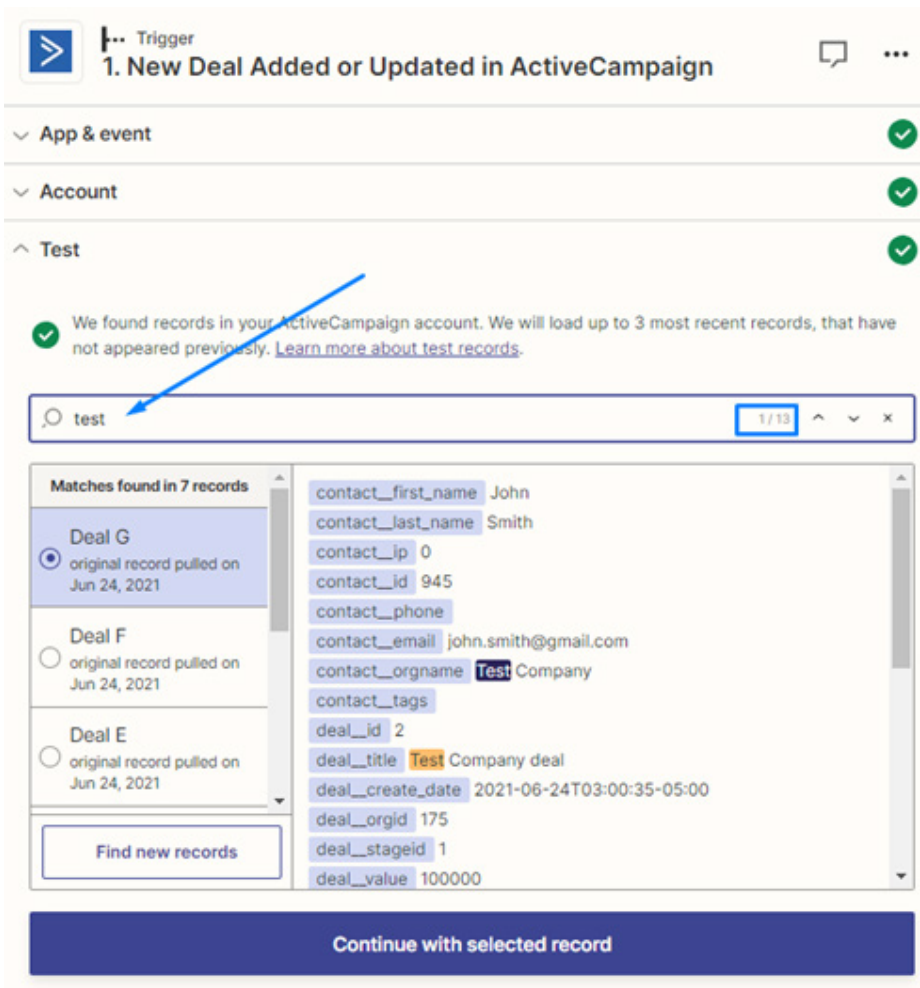 Trigger
1. New Deal Added or Updated in ActiveCampaign
App & event
Account
Test
We found records in your ActiveCampaign account. We will load up to 3 most recent records, that have
not appeared previously. Learn more about test records.
test
1/13
Matches found in 7 records
Deal G
original record pulled on
Jun 24, 2021
Deal F
original record pulled on
Jun 24, 2021
Deal E
original record pulled on
Jun 24, 2021
Find new records
contact__first_name John
contact__last_name Smith
contact__ip 0
contact__id 945
contact__phone
contact__email john.smith@gmail.com
contact__orgname Test Company
contact__tags
deal__id 2
deal__title Test Company deal
deal__create_date 2021-06-24T03:00:35-05:00
deal__orgid 175
deal__stageid 1
deal__value 100000
Continue with selected record